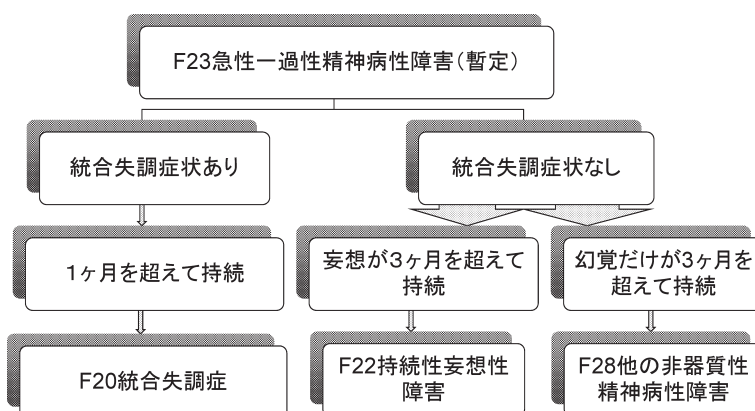 F23急性一過性精神病性障害(暫定)
統合失調症状あり
統合失調症状なし
1ヶ月を超えて持続
妄想が3ヶ月を超えて
持続
幻覚だけが3ヶ月を
超えて持続
F20統合失調症
F22持続性妄想性
障害
F28他の非器質性
精神病性障害